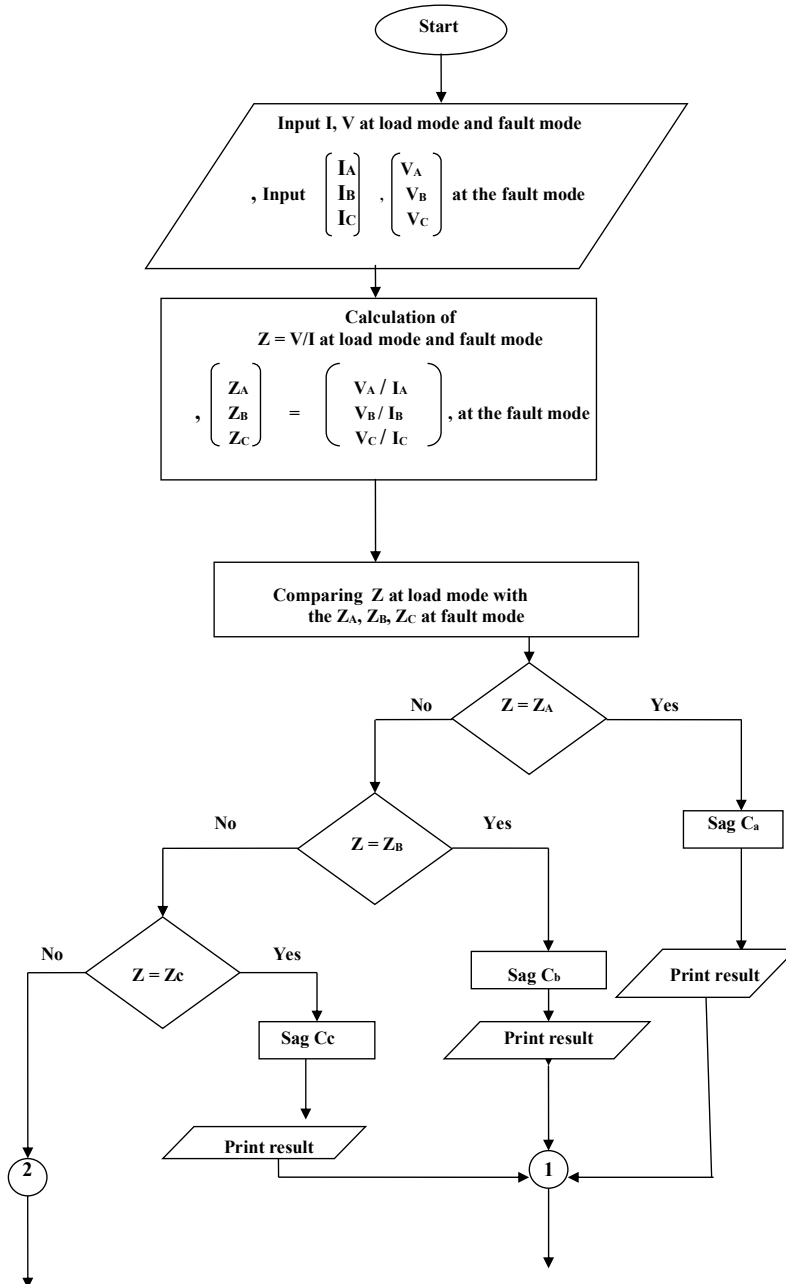 Start
Input I, V at load mode and fault mode
, Input [IA IB IC] , [VA VB VC] at the fault mode
Calculation of
Z = V/I at load mode and fault mode
, [ZA ZB ZC] = (VA / IA VB / IB VC / IC) , at the fault mode
Comparing Z at load mode with
the ZA, ZB, ZC at fault mode
No
Z = ZA
Yes
No
Z = ZB
Yes
Sag Ca
No
Z = Zc
Yes
Sag Cb
Print result
Sag Cc
Print result
Print result
2
1